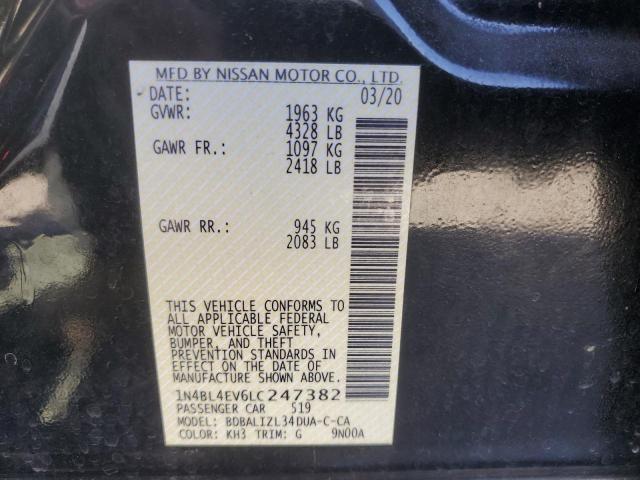 MFD BY NISSAN MOTOR CO., LTD.
DATE: 03/20
GVWR: 1963 KG
4328 LB
GAWR FR.: 1097 KG
2418 LB
GAWR RR.: 945 KG
2083 LB
THIS VEHICLE CONFORMS TO
ALL APPLICABLE FEDERAL
MOTOR VEHICLE SAFETY,
BUMPER, AND THEFT
PREVENTION STANDARDS IN
EFFECT ON THE DATE OF
MANUFACTURE SHOWN ABOVE.
1N4BL4EV6LC247382
PASSENGER CAR 519
MODEL: BDBALIZL34DUA-C-CA
COLOR: KH3 TRIM: G 9N00A